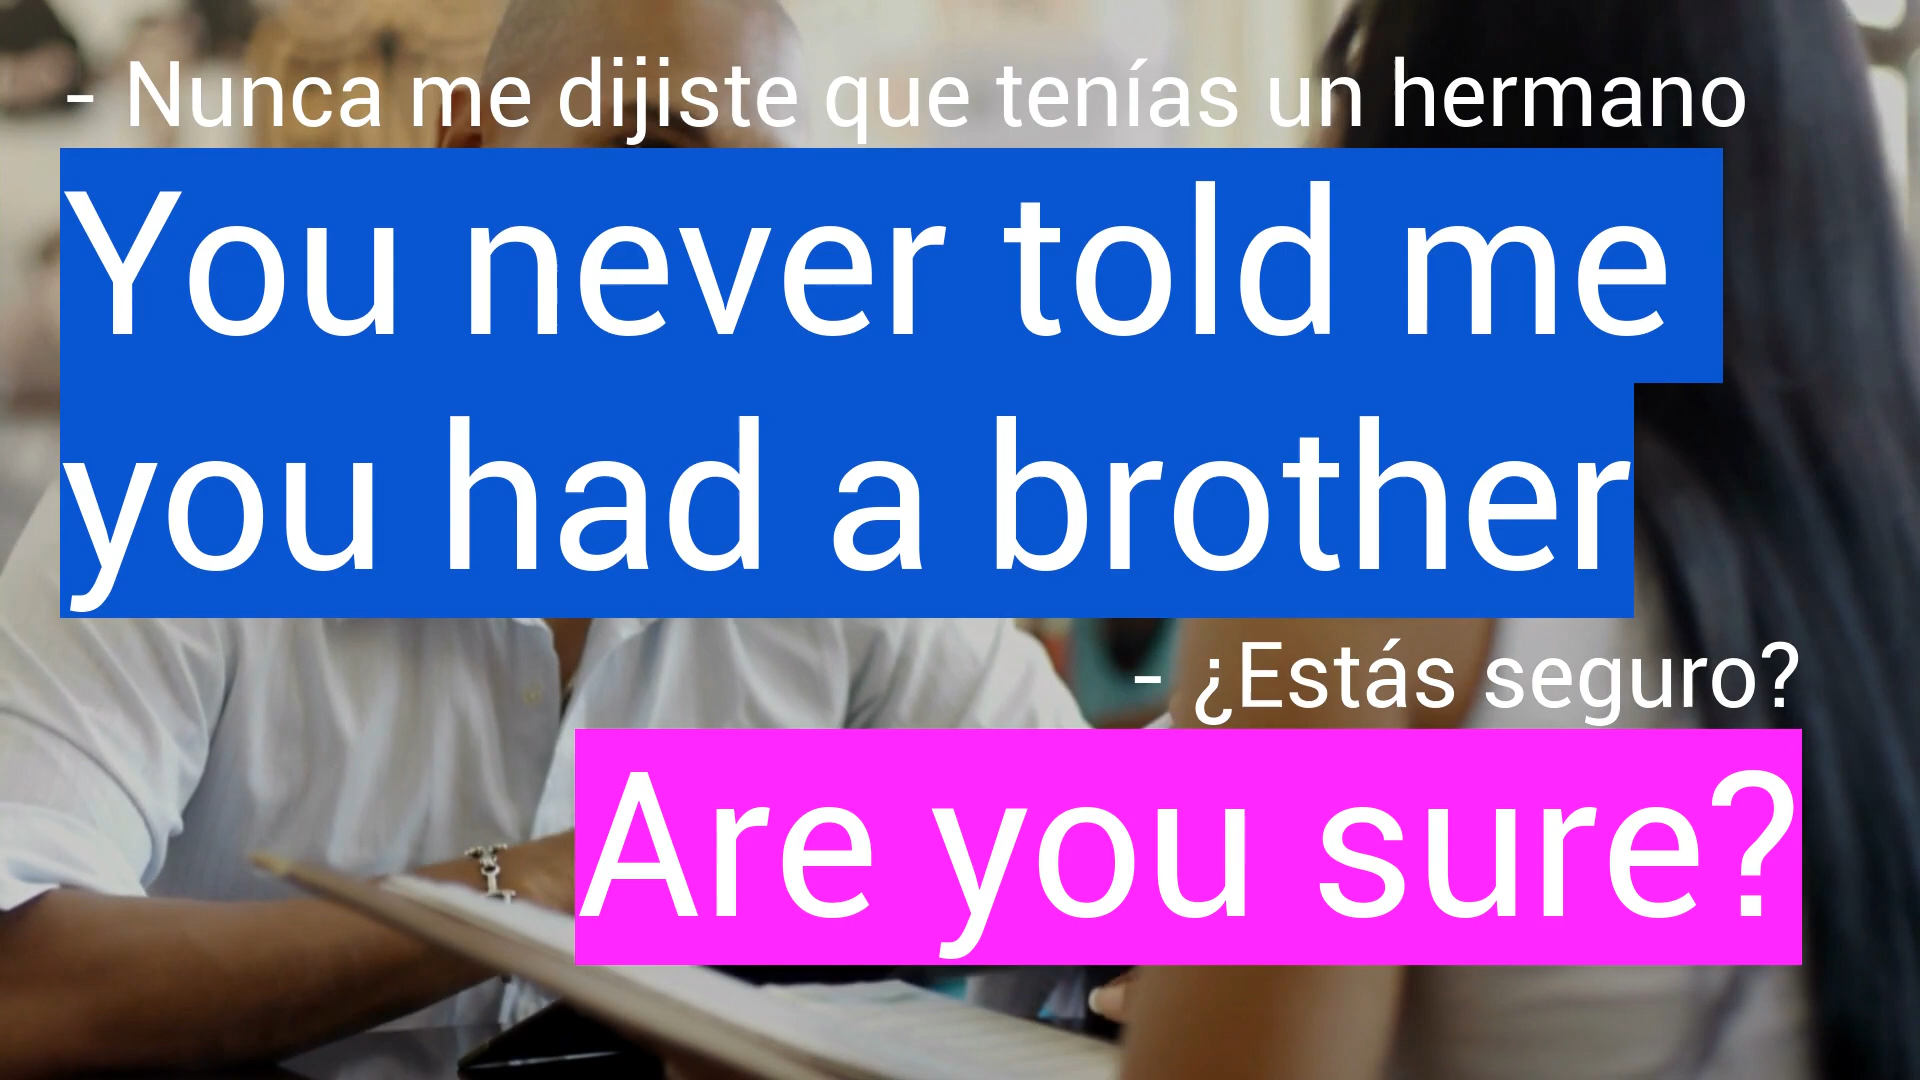 - Nunca me dijiste que tenías un hermano
You never told me
you had a brother
- ¿Estás seguro?
Are you sure?